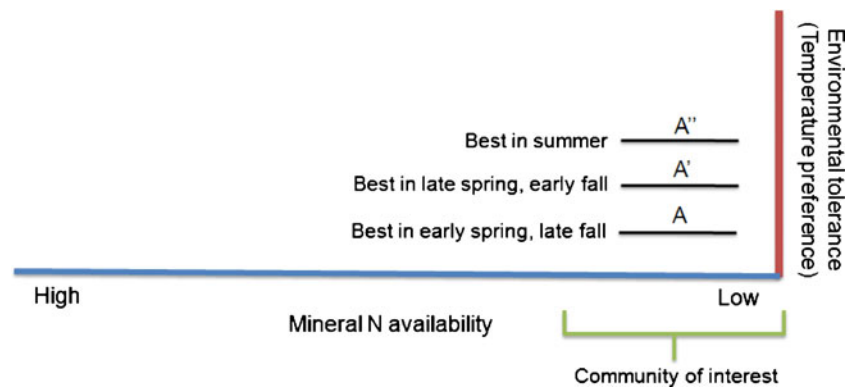 Best in summer A''
Best in late spring, early fall A'
Best in early spring, late fall A
Environmental tolerance
(Temperature preference)
High Low
Mineral N availability
Community of interest